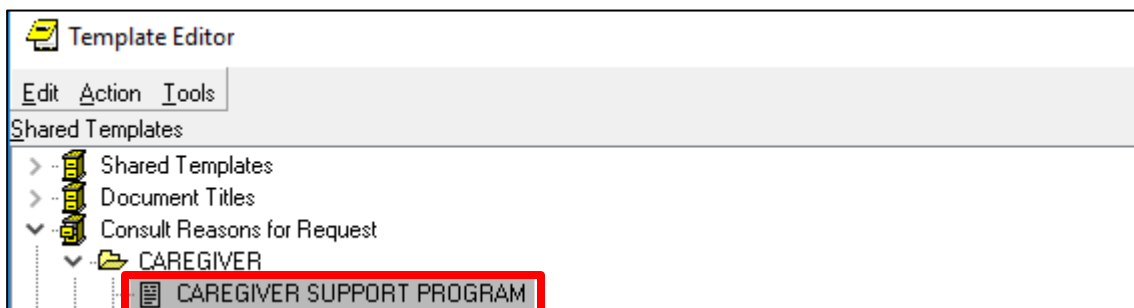 Template Editor
Edit Action Tools
Shared Templates
Shared Templates
Document Titles
Consult Reasons for Request
CAREGIVER
CAREGIVER SUPPORT PROGRAM